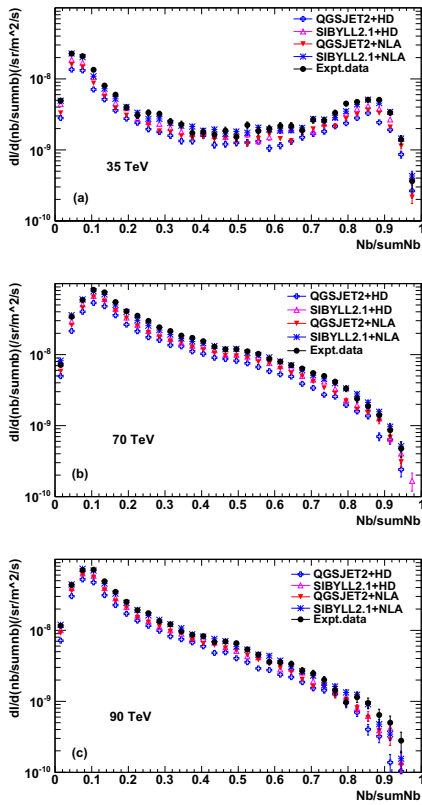 dI/d(nb/sumnb)(/sr/m^2/s)
QGSJET2+HD
SIBYLL2.1+HD
QGSJET2+NLA
SIBYLL2.1+NLA
Expt.data
10^-8
10^-9
10^-10
35 TeV
(a)
0 0.1 0.2 0.3 0.4 0.5 0.6 0.7 0.8 0.9 1
Nb/sumNb
dI/d(nb/sumnb)(/sr/m^2/s)
QGSJET2+HD
SIBYLL2.1+HD
QGSJET2+NLA
SIBYLL2.1+NLA
Expt.data
10^-8
10^-9
10^-10
70 TeV
(b)
0 0.1 0.2 0.3 0.4 0.5 0.6 0.7 0.8 0.9 1
Nb/sumNb
dI/d(nb/sumnb)(/sr/m^2/s)
QGSJET2+HD
SIBYLL2.1+HD
QGSJET2+NLA
SIBYLL2.1+NLA
Expt.data
10^-8
10^-9
10^-10
90 TeV
(c)
0 0.1 0.2 0.3 0.4 0.5 0.6 0.7 0.8 0.9 1
Nb/sumNb